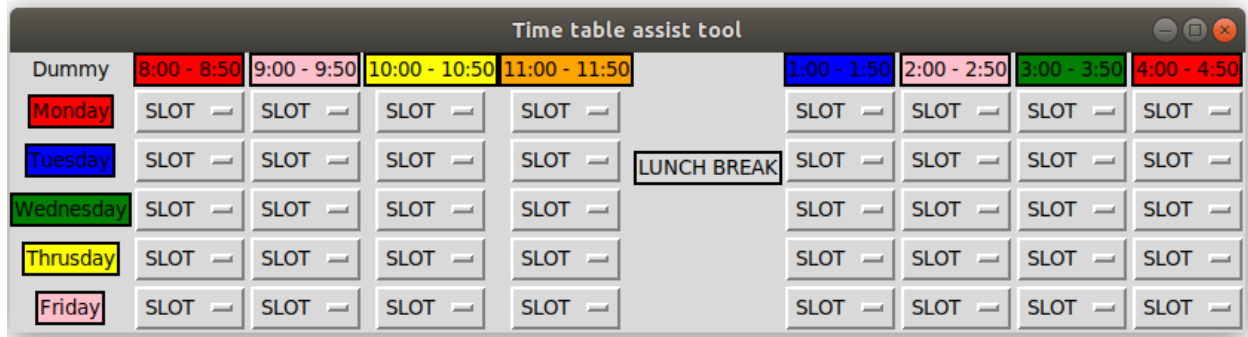 Time table assist tool
Dummy 8:00 - 8:50 9:00 - 9:50 10:00 - 10:50 11:00 - 11:50 1:00 - 1:50 2:00 - 2:50 3:00 - 3:50 4:00 - 4:50
Monday SLOT SLOT SLOT SLOT SLOT SLOT SLOT SLOT
Tuesday SLOT SLOT SLOT SLOT LUNCH BREAK SLOT SLOT SLOT SLOT
Wednesday SLOT SLOT SLOT SLOT SLOT SLOT SLOT SLOT
Thrusday SLOT SLOT SLOT SLOT SLOT SLOT SLOT SLOT
Friday SLOT SLOT SLOT SLOT SLOT SLOT SLOT SLOT